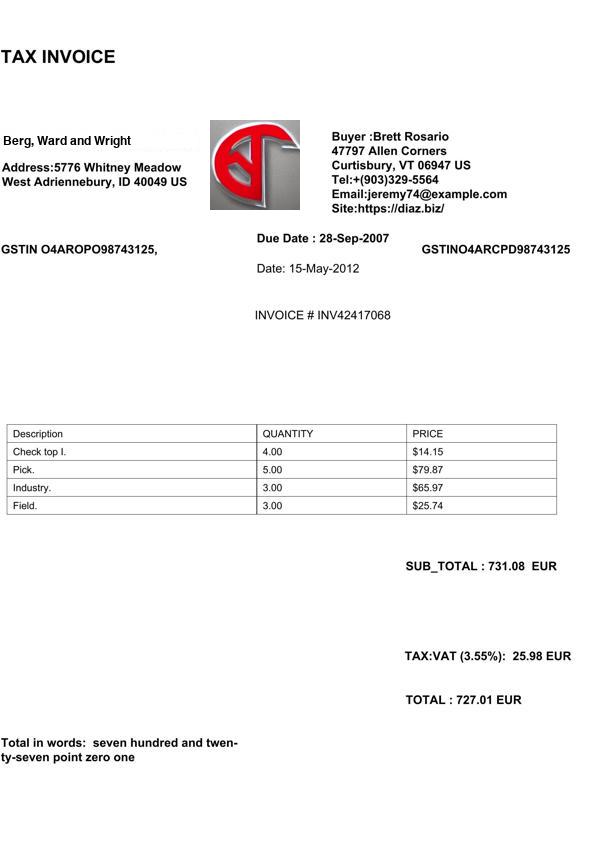 TAX INVOICE
Berg, Ward and Wright
Address:5776 Whitney Meadow
West Adriennebury, ID 40049 US
Buyer :Brett Rosario
47797 Allen Corners
Curtisbury, VT 06947 US
Tel:+(903)329-5564
Email:jeremy74@example.com
Site:https://diaz.biz/
GSTIN O4AROPO98743125,
Due Date : 28-Sep-2007
GSTINO4ARCPD98743125
Date: 15-May-2012
INVOICE # INV42417068
Description QUANTITY PRICE
Check top I. 4.00 $14.15
Pick. 5.00 $79.87
Industry. 3.00 $65.97
Field. 3.00 $25.74
SUB_TOTAL : 731.08 EUR
TAX:VAT (3.55%): 25.98 EUR
TOTAL : 727.01 EUR
Total in words: seven hundred and twen-
ty-seven point zero one